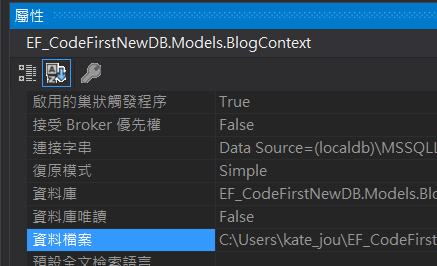 屬性
EF_CodeFirstNewDB.Models.BlogContext
啟用的巢狀觸發程序 True
接受 Broker 優先權 False
連接字串 Data Source=(localdb)\MSSQLL
復原模式 Simple
資料庫 EF_CodeFirstNewDB.Models.Blo
資料庫唯讀 False
資料檔案 C:\Users\kate_jou\EF_CodeFirst
預設全文檢索語言